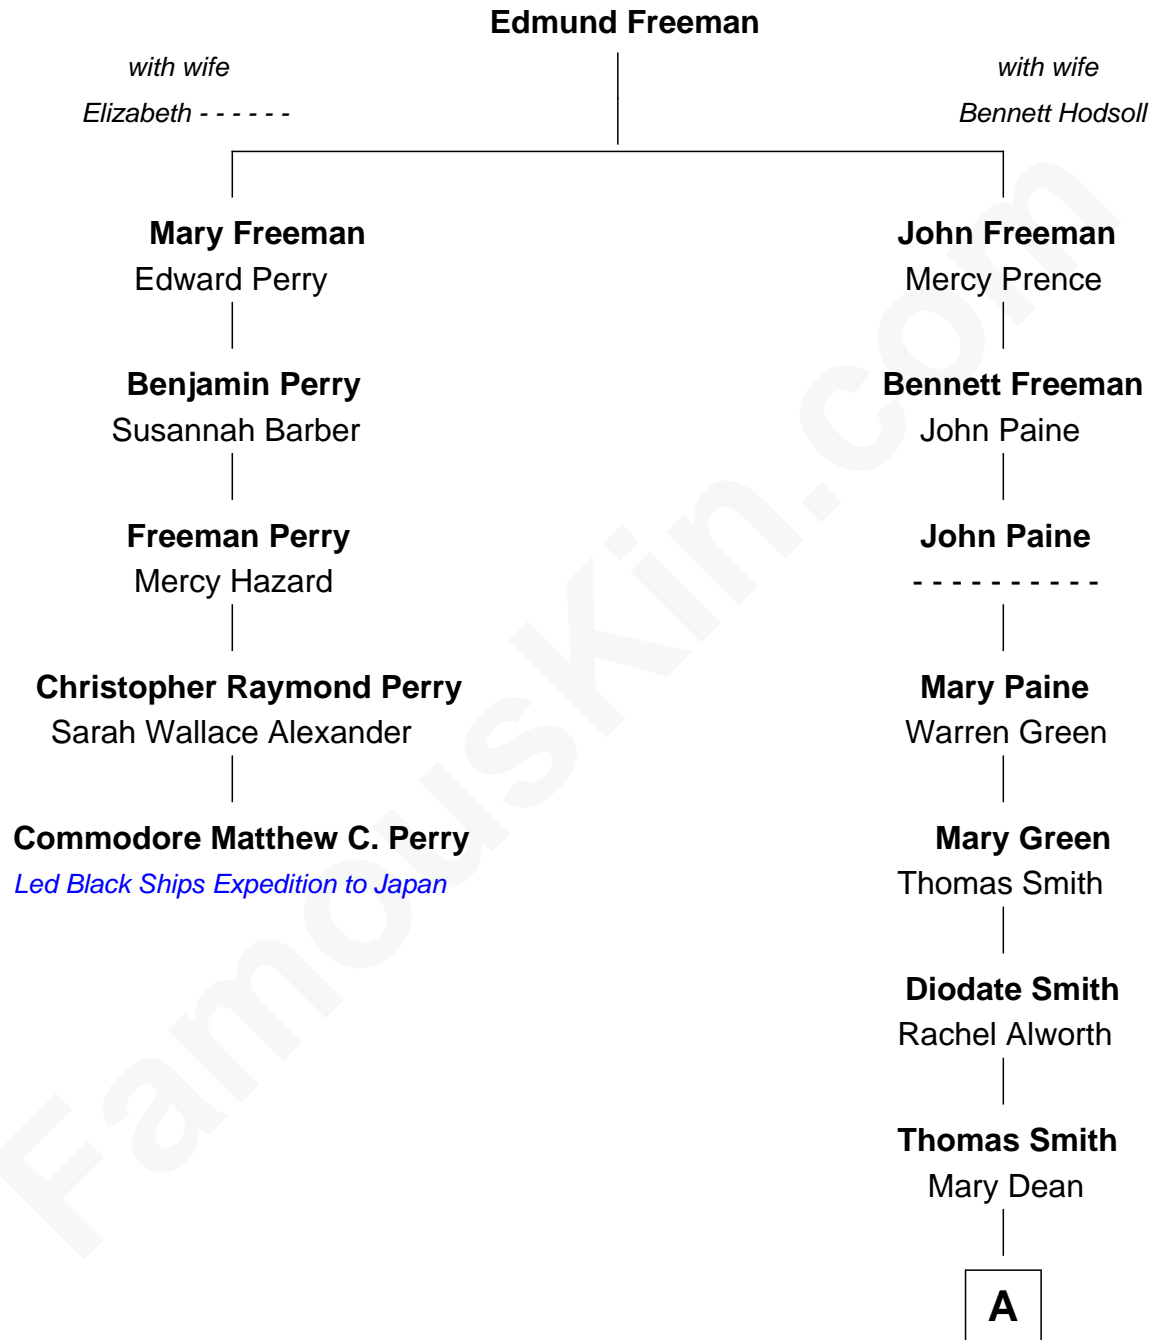 Edmund Freeman
with wife
Elizabeth - - - - - -
with wife
Bennett Hodsoll
Mary Freeman
Edward Perry
John Freeman
Mercy Prence
Benjamin Perry
Susannah Barber
Bennett Freeman
John Paine
Freeman Perry
Mercy Hazard
John Paine
- - - - - - - - - -
Christopher Raymond Perry
Sarah Wallace Alexander
Mary Paine
Warren Green
Commodore Matthew C. Perry
Led Black Ships Expedition to Japan
Mary Green
Thomas Smith
Diodate Smith
Rachel Alworth
Thomas Smith
Mary Dean
A
FamousKin.com